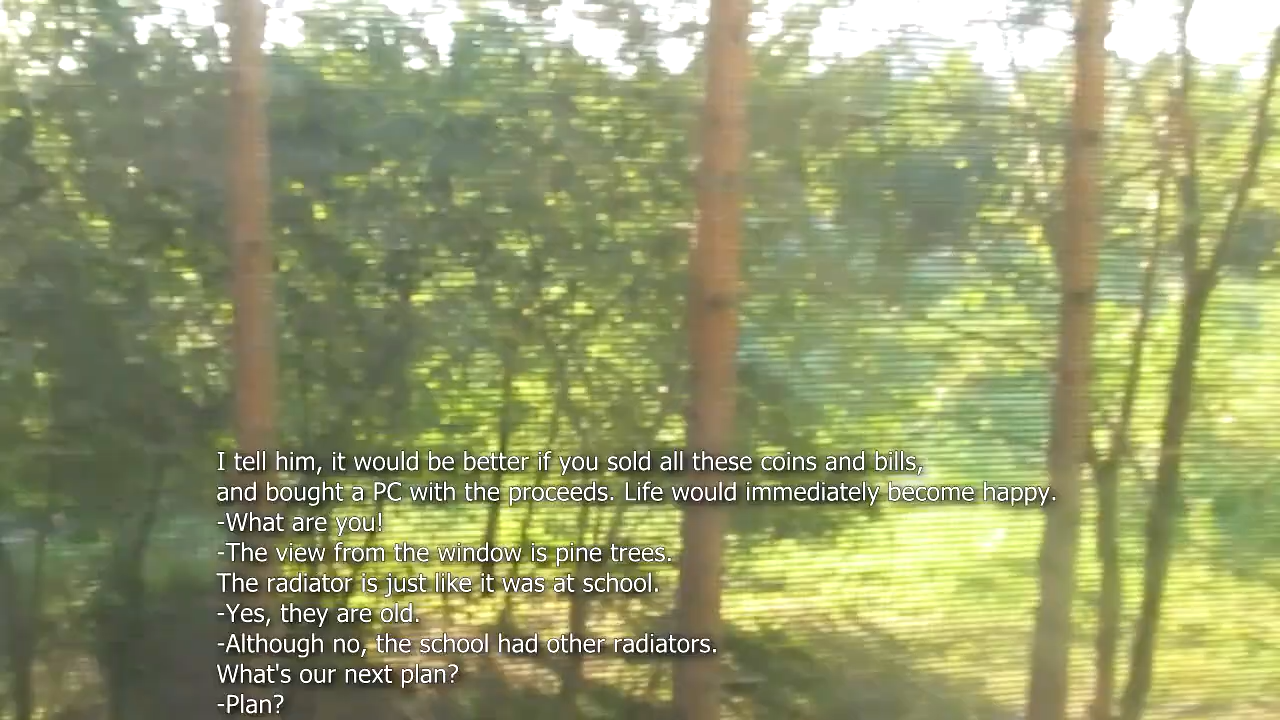 I tell him, it would be better if you sold all these coins and bills,
and bought a PC with the proceeds. Life would immediately become happy.
-What are you!
-The view from the window is pine trees.
The radiator is just like it was at school.
-Yes, they are old.
-Although no, the school had other radiators.
What's our next plan?
-Plan?